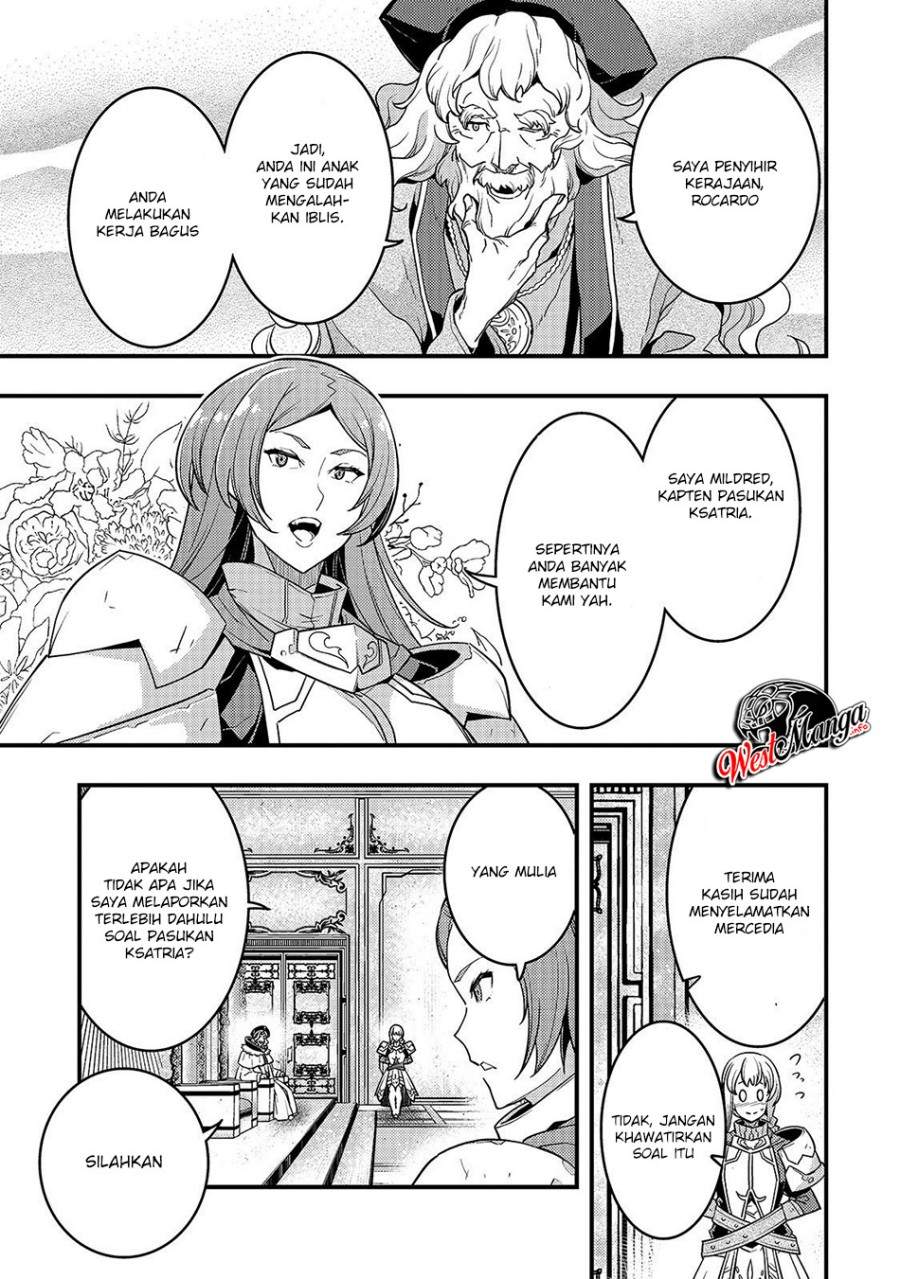 SAYA PENYIHIR
KERAJAAN,
ROCARDO
JADI,
ANDA INI ANAK
YANG SUDAH
MENGALAH-
KAN IBLIS.
ANDA
MELAKUKAN
KERJA BAGUS
SAYA MILDRED,
KAPTEN PASUKAN
KSATRIA.
SEPERTINYA
ANDA BANYAK
MEMBANTU
KAMI YAH.
WestManga
.info
TERIMA
KASIH SUDAH
MENYELAMATKAN
MERCEDIA
TIDAK, JANGAN
KHAWATIRKAN
SOAL ITU
YANG MULIA
APAKAH
TIDAK APA JIKA
SAYA MELAPORKAN
TERLEBIH DAHULU
SOAL PASUKAN
KSATRIA?
SILAHKAN